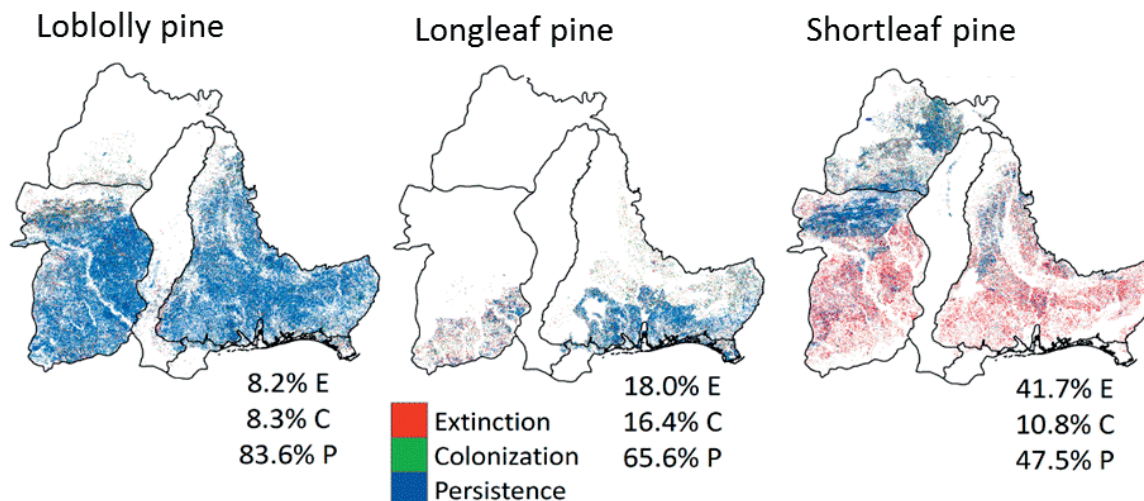 Loblolly pine
Longleaf pine
Shortleaf pine
8.2% E
8.3% C
83.6% P
Extinction
Colonization
Persistence
18.0% E
16.4% C
65.6% P
41.7% E
10.8% C
47.5% P